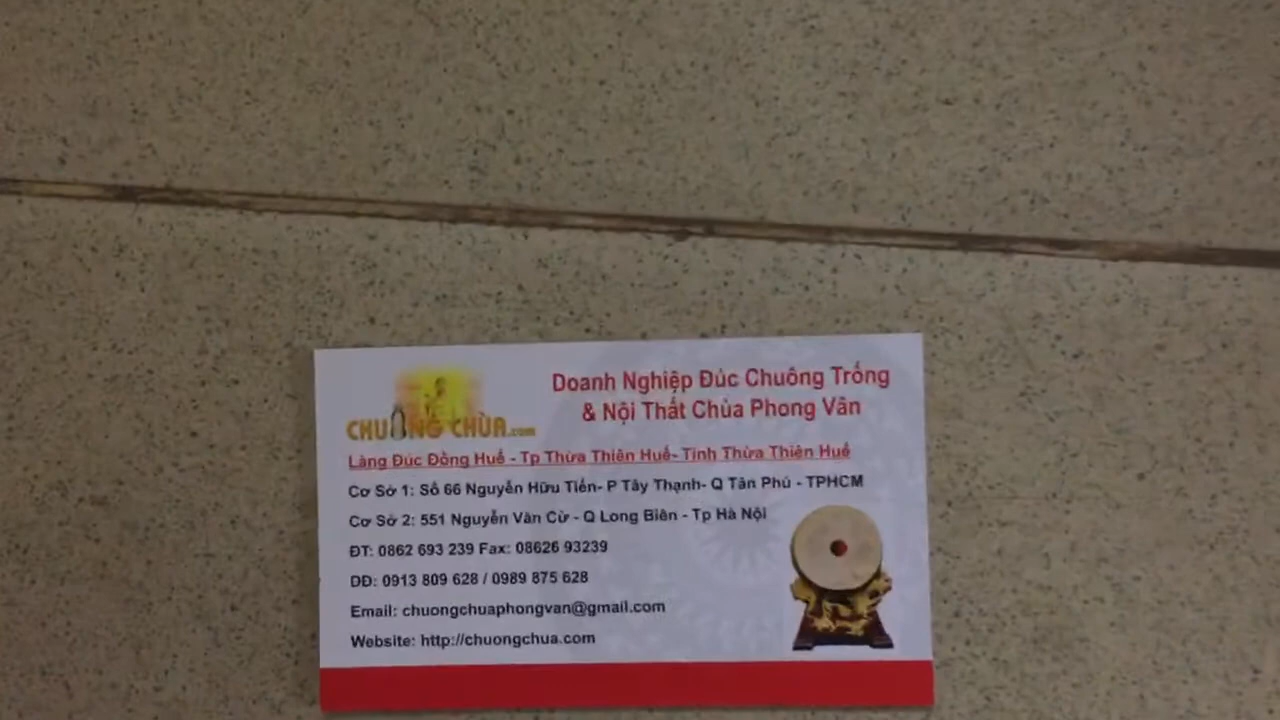 CHUÔNG CHÙA.com
Doanh Nghiệp Đúc Chuông Trống
& Nội Thất Chùa Phong Vân
Làng Đúc Đồng Huế - Tp Thừa Thiên Huế- Tỉnh Thừa Thiên Huế
Cơ Sở 1: Số 66 Nguyễn Hữu Tiến- P Tây Thạnh- Q Tân Phú - TPHCM
Cơ Sở 2: 551 Nguyễn Văn Cừ - Q Long Biên - Tp Hà Nội
ĐT: 0862 693 239 Fax: 08626 93239
DĐ: 0913 809 628 / 0989 875 628
Email: chuongchuaphongvan@gmail.com
Website: http://chuongchua.com